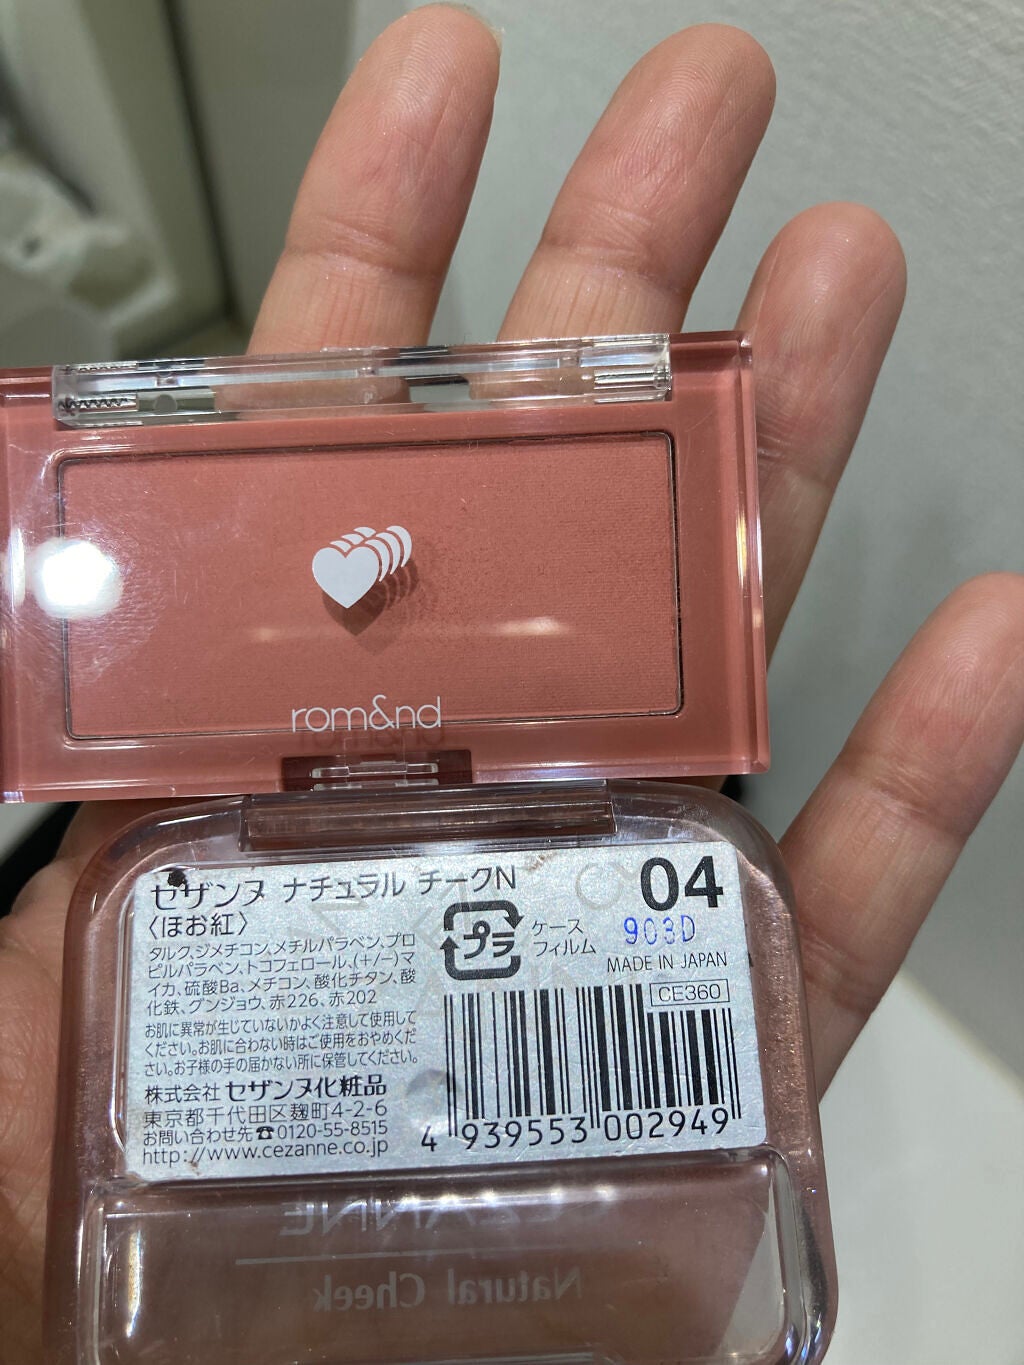 rom&nd
セザンヌ ナチュラル チークN
〈ほお紅〉
04
プラ
ケース
フィルム
903D
MADE IN JAPAN
CE360
タルク、ジメチコン、メチルパラベン、プロ
ピルパラベン、トコフェロール、(+/−)マ
イカ、硫酸Ba、メチコン、酸化チタン、酸
化鉄、グンジョウ、赤226、赤202
お肌に異常が生じていないかよく注意して使用して
ください。お肌に合わない時はご使用をおやめくだ
さい。お子様の手の届かない所に保管してください。
株式会社 セザンヌ化粧品
東京都千代田区麹町4-2-6
お問い合わせ先☎0120-55-8515
http://www.cezanne.co.jp
4 939553 002949
CEZANNE
Natural Cheek